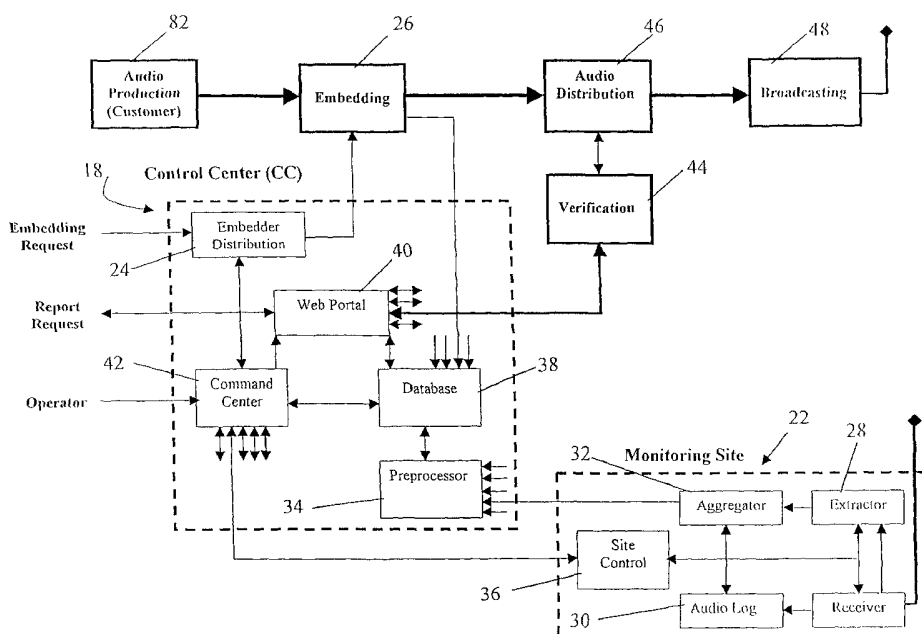 82
26
46
48
Audio
Production
(Customer)
Embedding
Audio
Distribution
Broadcasting
Control Center (CC)
18
44
Verification
Embedding
Request
Embedder
Distribution
24
40
Report
Request
Web Portal
42
Command
Center
Database
38
Operator
22
Monitoring Site
32
28
Preprocessor
34
Aggregator
Extractor
Site
Control
36
30
Audio Log
Receiver